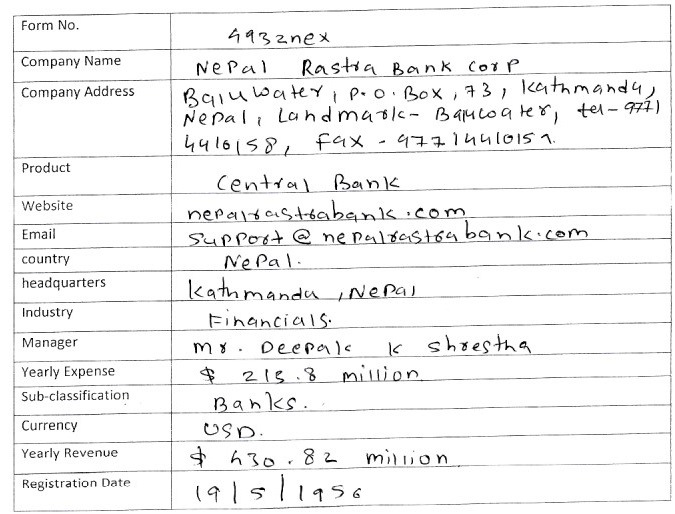 Form No. 4932nex
Company Name Nepal Rastra Bank Corp
Company Address Baluwater, P.O. Box, 73, Kathmandu,
Nepal, Landmark- Baluwater, tel- 9771
4410158, Fax - 97714410159.
Product Central Bank
Website nepalrastrabank.com
Email support@nepalrastrabank.com
country Nepal.
headquarters Kathmandu, Nepal
Industry Financials.
Manager mr. Deepak K Shrestha
Yearly Expense $ 213.8 million
Sub-classification Banks.
Currency USD.
Yearly Revenue $ 430.82 million
Registration Date 19/5/1956